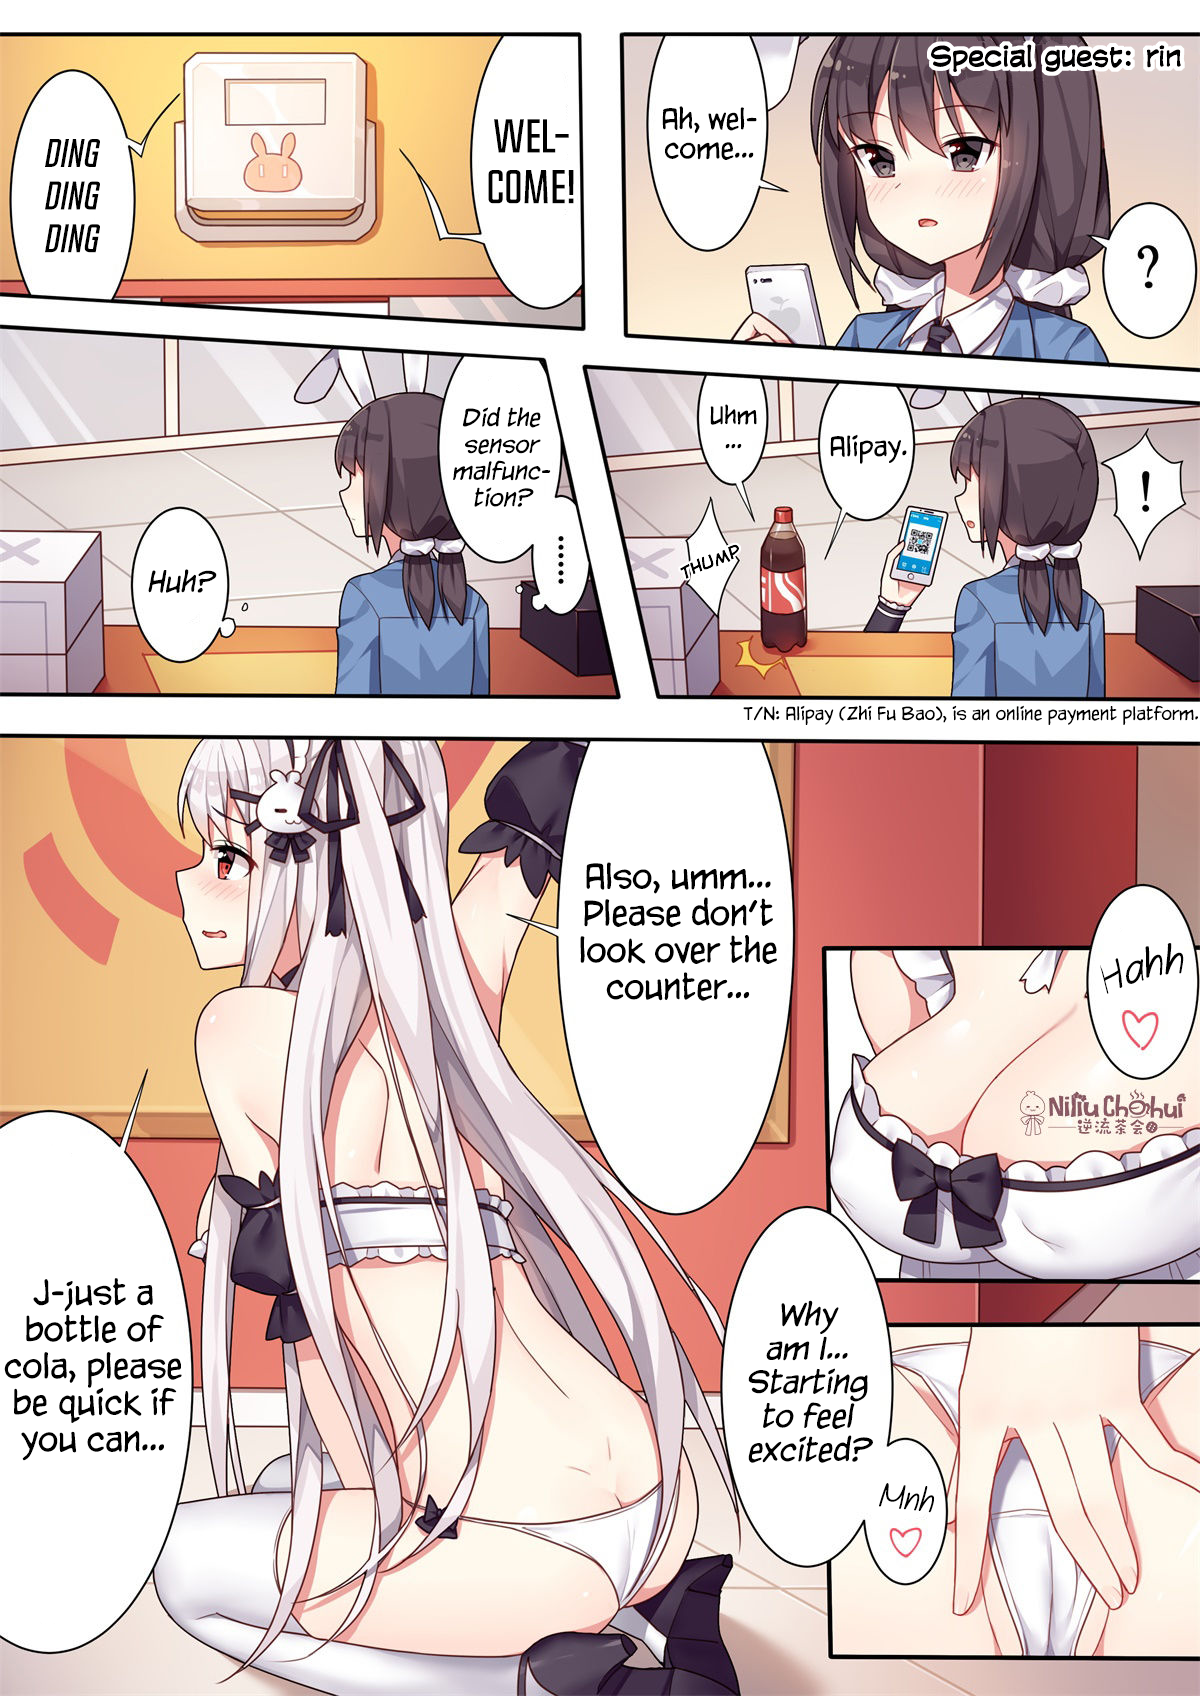 DING
DING
DING
WEL-
COME!
Special guest: rin
Ah, wel-
come...
?
Did the
sensor
malfunc-
tion?
........
Huh?
Uhm
...
Alipay.
!
THUMP
T/N: Alipay (Zhi Fu Bao), is an online payment platform.
Also, umm...
Please don't
look over the
counter...
Hahh
♡
Niliu Chahui
逆流茶会
J-just a
bottle of
cola, please
be quick if
you can...
Why
am I...
Starting
to feel
excited?
Mnh
♡